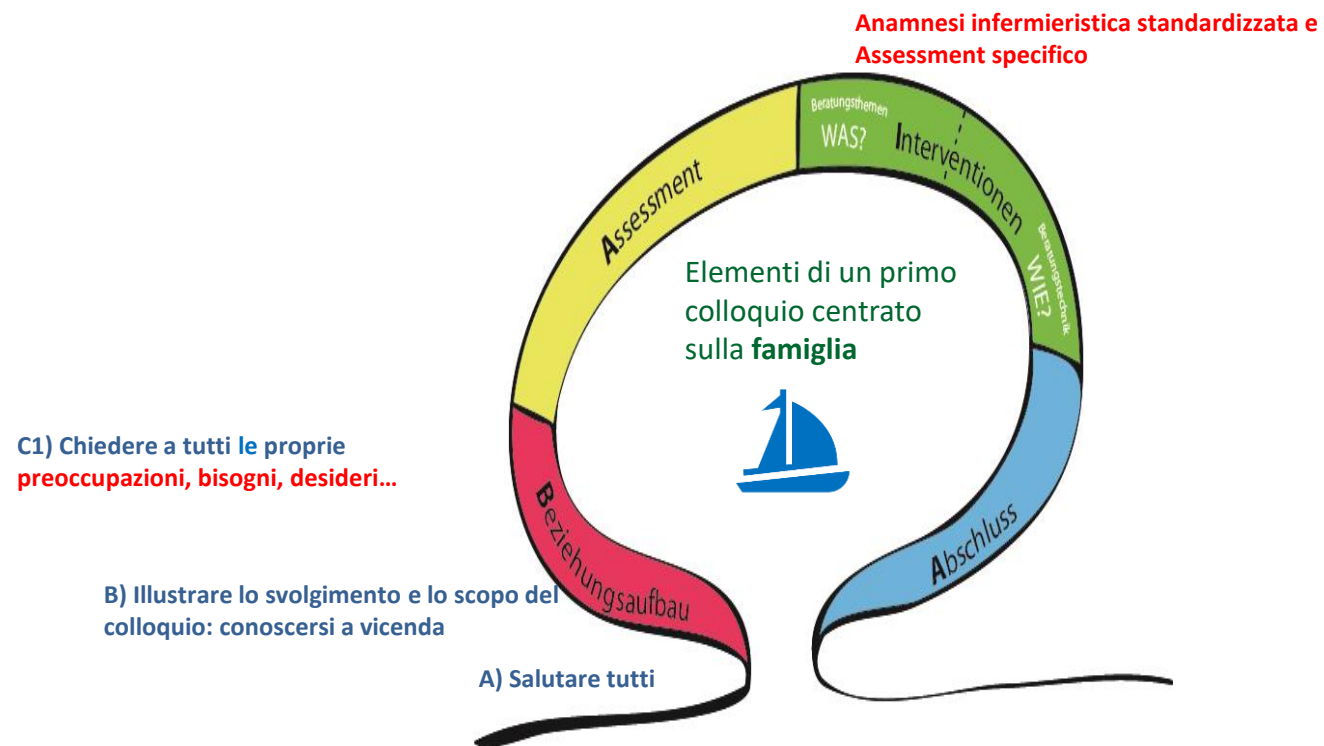 Anamnesi infermieristica standardizzata e
Assessment specifico
Beratungsthemen
WAS?
Interventionen
Beratungstechnik
WIE?
Assessment
Elementi di un primo
colloquio centrato
sulla famiglia
C1) Chiedere a tutti le proprie
preoccupazioni, bisogni, desideri…
Beziehungsaufbau
Abschluss
B) Illustrare lo svolgimento e lo scopo del
colloquio: conoscersi a vicenda
A) Salutare tutti